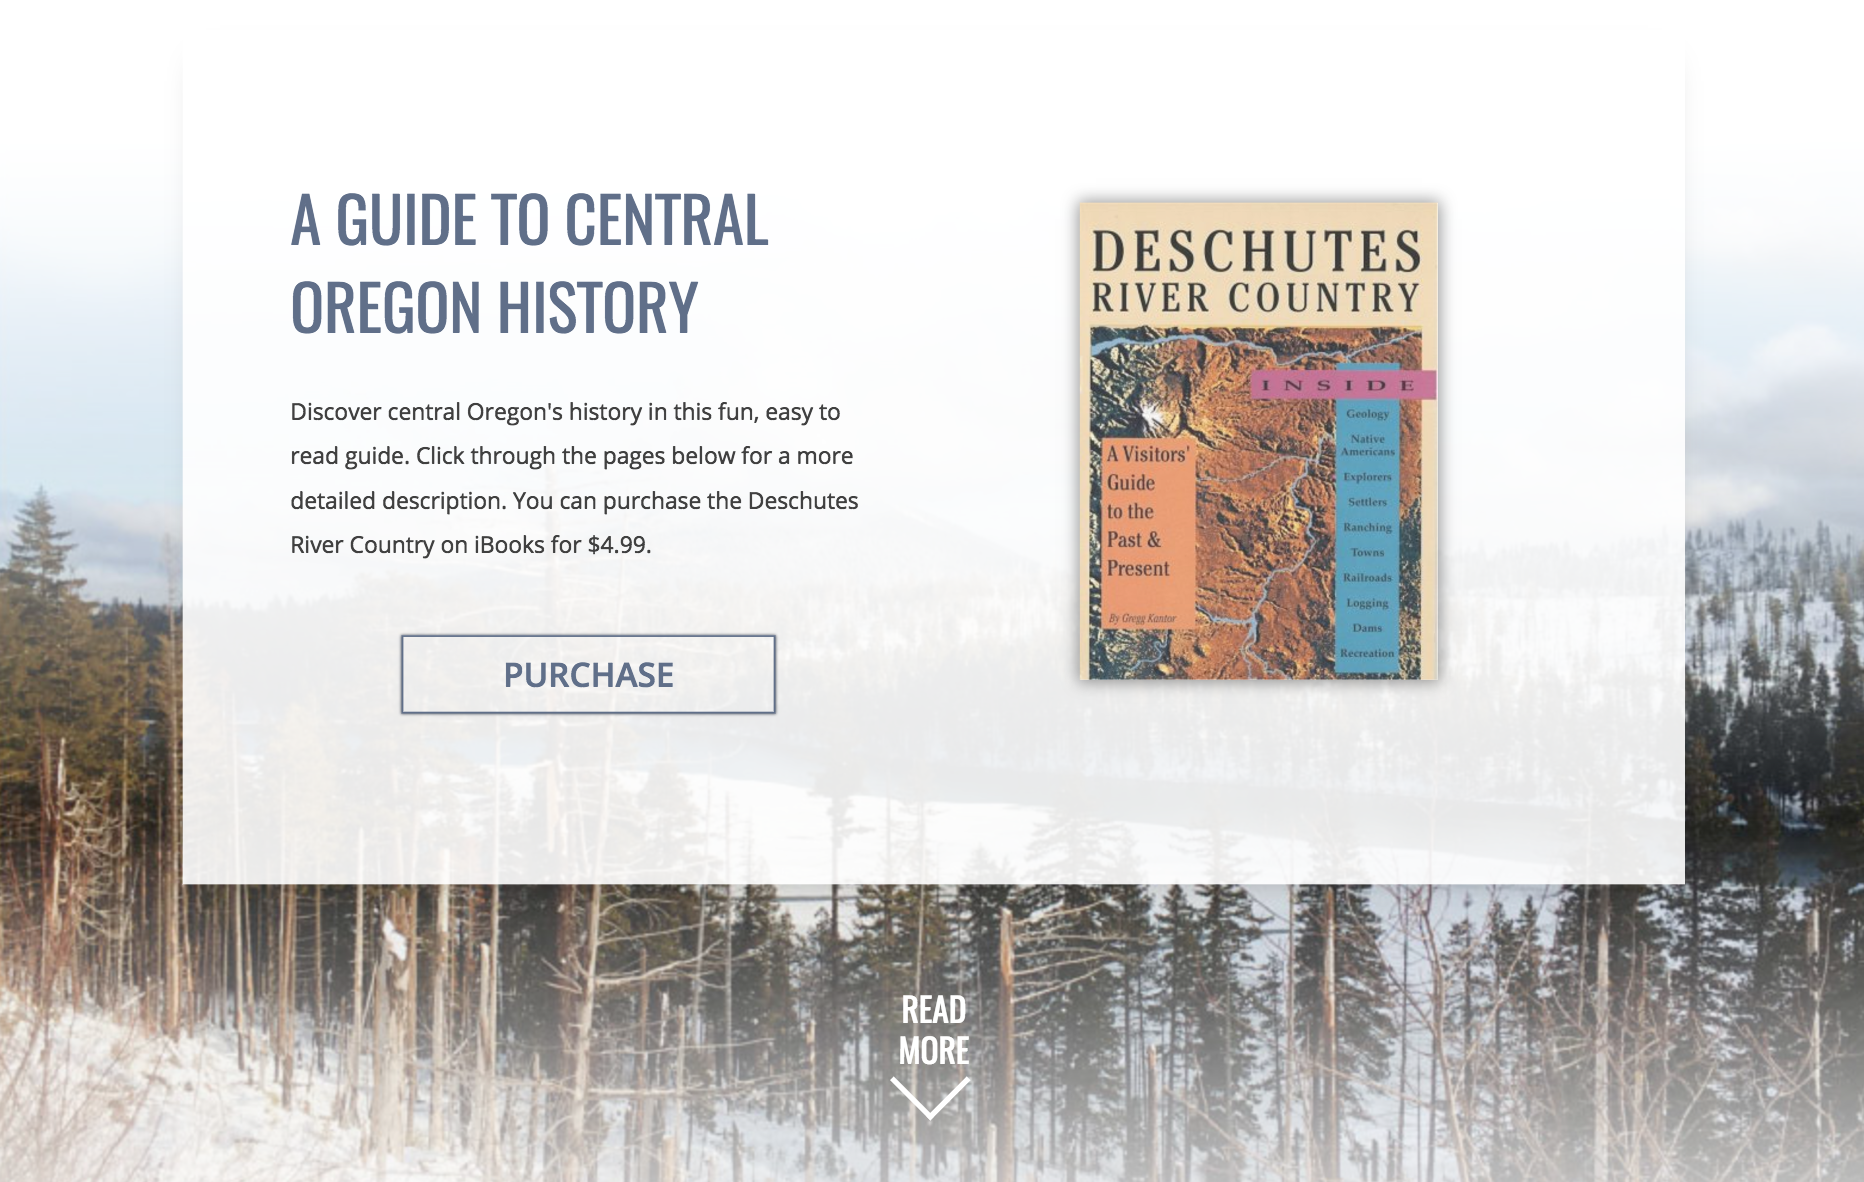 A GUIDE TO CENTRAL
OREGON HISTORY
Discover central Oregon's history in this fun, easy to
read guide. Click through the pages below for a more
detailed description. You can purchase the Deschutes
River Country on iBooks for $4.99.
PURCHASE
DESCHUTES
RIVER COUNTRY
INSIDE
Geology
Native
Americans
Explorers
Settlers
Ranching
Towns
Railroads
Logging
Dams
Recreation
A Visitors'
Guide
to the
Past &
Present
By Gregg Kantor
READ
MORE